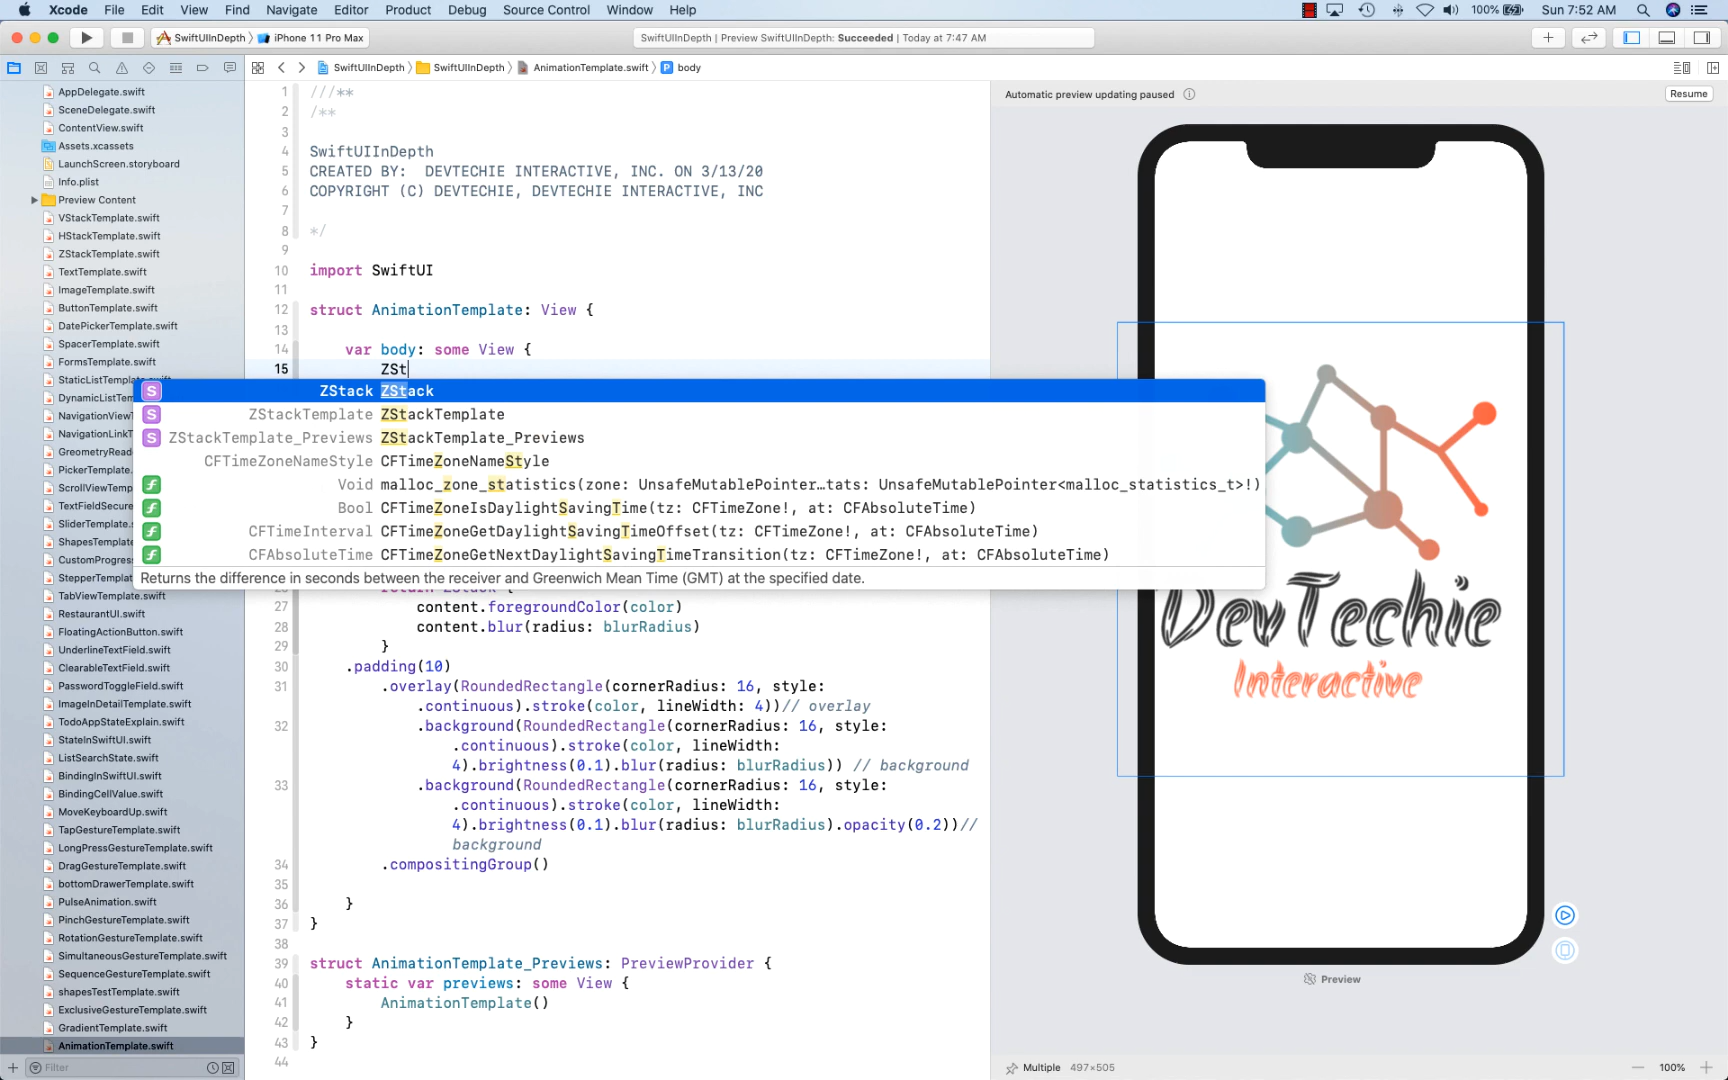 Xcode File Edit View Find Navigate Editor Product Debug Source Control Window Help 100% Sun 7:52 AM
SwiftUIInDepth iPhone 11 Pro Max SwiftUIInDepth | Preview SwiftUIInDepth: Succeeded | Today at 7:47 AM
SwiftUIInDepth SwiftUIInDepth AnimationTemplate.swift P body
AppDelegate.swift
SceneDelegate.swift
ContentView.swift
Assets.xcassets
LaunchScreen.storyboard
Info.plist
Preview Content
VStackTemplate.swift
HStackTemplate.swift
ZStackTemplate.swift
TextTemplate.swift
ImageTemplate.swift
ButtonTemplate.swift
DatePickerTemplate.swift
SpacerTemplate.swift
FormsTemplate.swift
StaticListTemplate.swift
DynamicListTem
NavigationViewT
NavigationLinkT
GreometryRead
PickerTemplate.
ScrollViewTemp
TextFieldSecure
SliderTemplate.s
ShapesTemplate
CustomProgres
StepperTemplat
TabViewTemplate.swift
RestaurantUI.swift
FloatingActionButton.swift
UnderlineTextField.swift
ClearableTextField.swift
PasswordToggleField.swift
ImageInDetailTemplate.swift
TodoAppStateExplain.swift
StateInSwiftUI.swift
ListSearchState.swift
BindingInSwiftUI.swift
BindingCellValue.swift
MoveKeyboardUp.swift
TapGestureTemplate.swift
LongPressGestureTemplate.swift
DragGestureTemplate.swift
bottomDrawerTemplate.swift
PulseAnimation.swift
PinchGestureTemplate.swift
RotationGestureTemplate.swift
SimultaneousGestureTemplate.swift
SequenceGestureTemplate.swift
shapesTestTemplate.swift
ExclusiveGestureTemplate.swift
GradientTemplate.swift
AnimationTemplate.swift
Filter
1 ///**
2 /**
3
4 SwiftUIInDepth
5 CREATED BY:  DEVTECHIE INTERACTIVE, INC. ON 3/13/20
6 COPYRIGHT (C) DEVTECHIE, DEVTECHIE INTERACTIVE, INC
7
8 */
9
10 import SwiftUI
11
12 struct AnimationTemplate: View {
13
14 var body: some View {
15 ZSt
S ZStack ZStack
S ZStackTemplate ZStackTemplate
S ZStackTemplate_Previews ZStackTemplate_Previews
CFTimeZoneNameStyle CFTimeZoneNameStyle
f Void malloc_zone_statistics(zone: UnsafeMutablePointer…tats: UnsafeMutablePointer<malloc_statistics_t>!)
f Bool CFTimeZoneIsDaylightSavingTime(tz: CFTimeZone!, at: CFAbsoluteTime)
f CFTimeInterval CFTimeZoneGetDaylightSavingTimeOffset(tz: CFTimeZone!, at: CFAbsoluteTime)
f CFAbsoluteTime CFTimeZoneGetNextDaylightSavingTimeTransition(tz: CFTimeZone!, at: CFAbsoluteTime)
Returns the difference in seconds between the receiver and Greenwich Mean Time (GMT) at the specified date.
27 content.foregroundColor(color)
28 content.blur(radius: blurRadius)
29 }
30 .padding(10)
31 .overlay(RoundedRectangle(cornerRadius: 16, style:
.continuous).stroke(color, lineWidth: 4))// overlay
32 .background(RoundedRectangle(cornerRadius: 16, style:
.continuous).stroke(color, lineWidth:
4).brightness(0.1).blur(radius: blurRadius)) // background
33 .background(RoundedRectangle(cornerRadius: 16, style:
.continuous).stroke(color, lineWidth:
4).brightness(0.1).blur(radius: blurRadius).opacity(0.2))//
background
34 .compositingGroup()
35
36 }
37 }
38
39 struct AnimationTemplate_Previews: PreviewProvider {
40 static var previews: some View {
41 AnimationTemplate()
42 }
43 }
44
Automatic preview updating paused Resume
DevTechie
Interactive
Preview
Multiple 497×505 100%